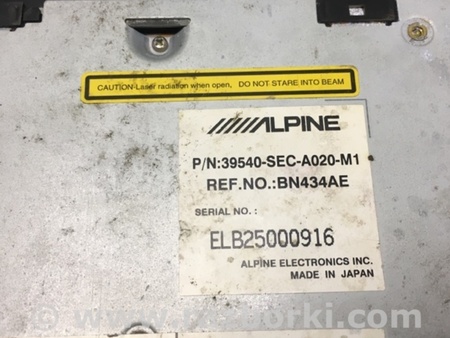 CAUTION-Laser radiation when open, DO NOT STARE INTO BEAM
ALPINE
P/N:39540-SEC-A020-M1
REF.NO.:BN434AE
SERIAL NO. :
ELB25000916
ALPINE ELECTRONICS INC.
MADE IN JAPAN